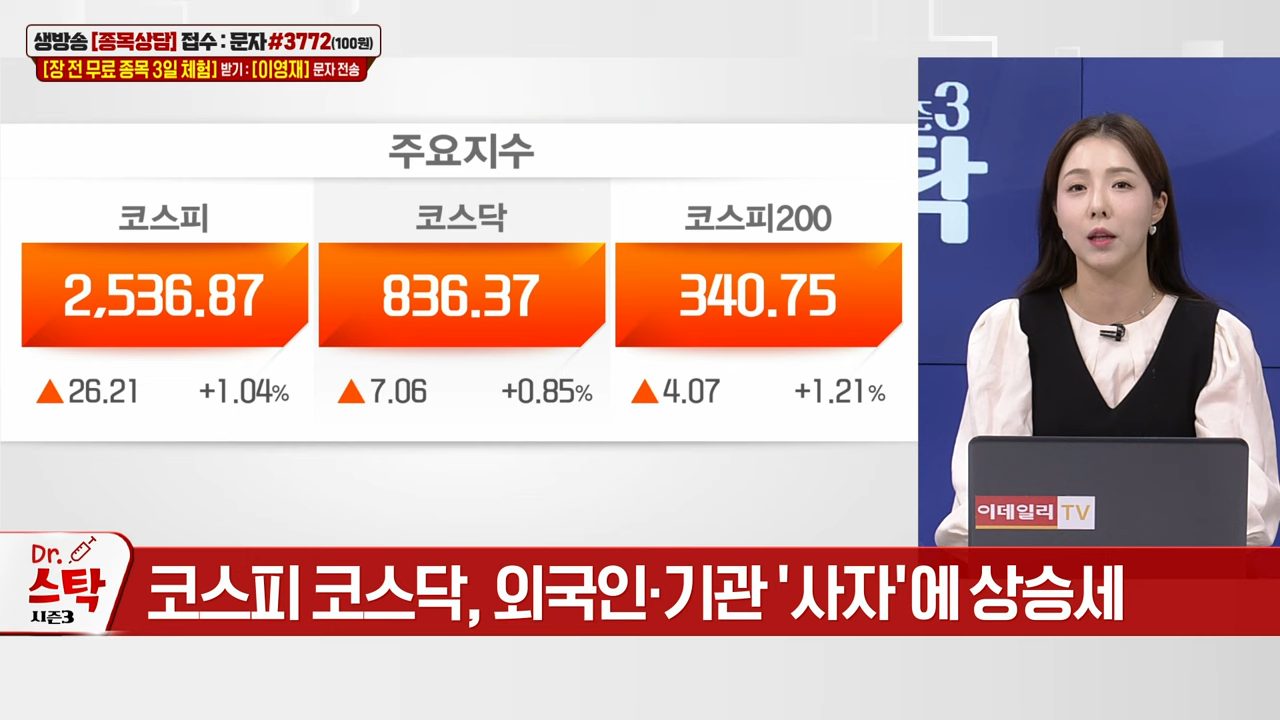 생방송 [종목상담] 접수 : 문자 #3772(100원)
[장 전 무료 종목 3일 체험] 받기 : [이영재] 문자 전송
주요지수
코스피
2,536.87
▲26.21 +1.04%
코스닥
836.37
▲7.06 +0.85%
코스피200
340.75
▲4.07 +1.21%
3
탁
이데일리 TV
Dr.
스탁
시즌3
코스피 코스닥, 외국인·기관 '사자'에 상승세